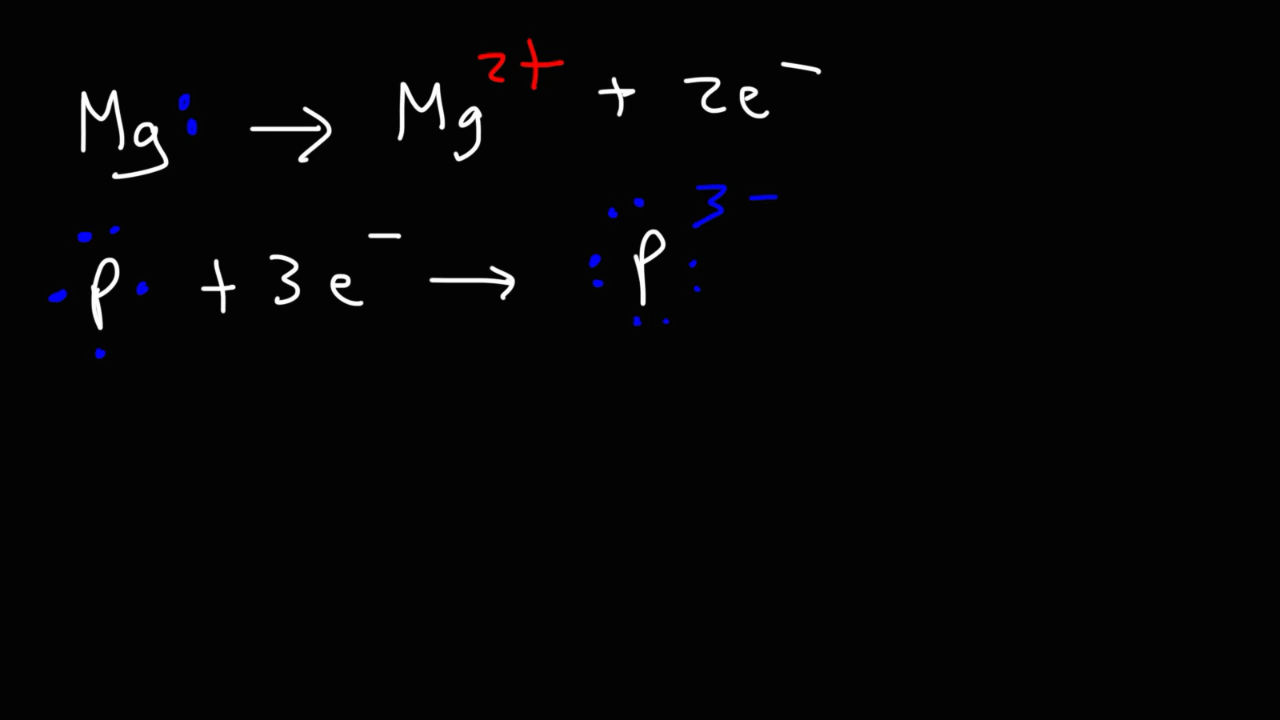 Mg: → Mg²⁺ + 2e⁻
P + 3e⁻ → P³⁻